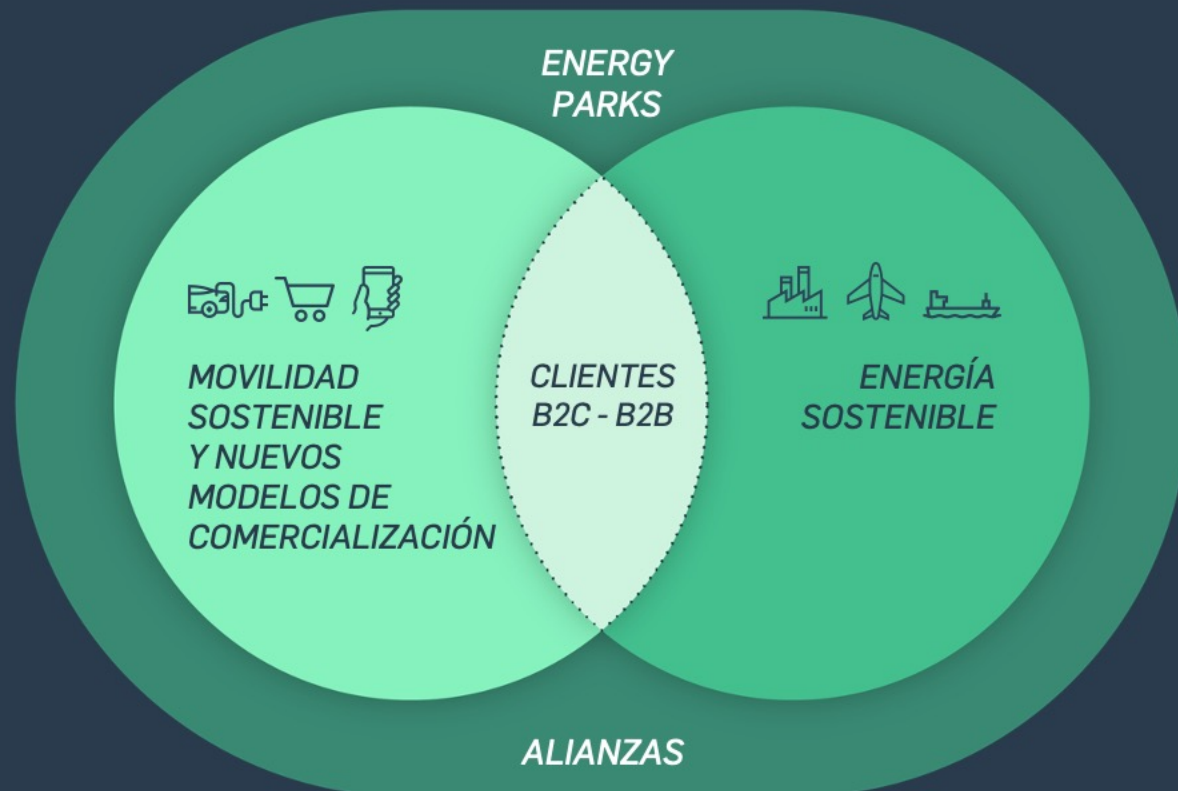 ENERGY
PARKS
MOVILIDAD
SOSTENIBLE
Y NUEVOS
MODELOS DE
COMERCIALIZACIÓN
CLIENTES
B2C - B2B
ENERGÍA
SOSTENIBLE
ALIANZAS